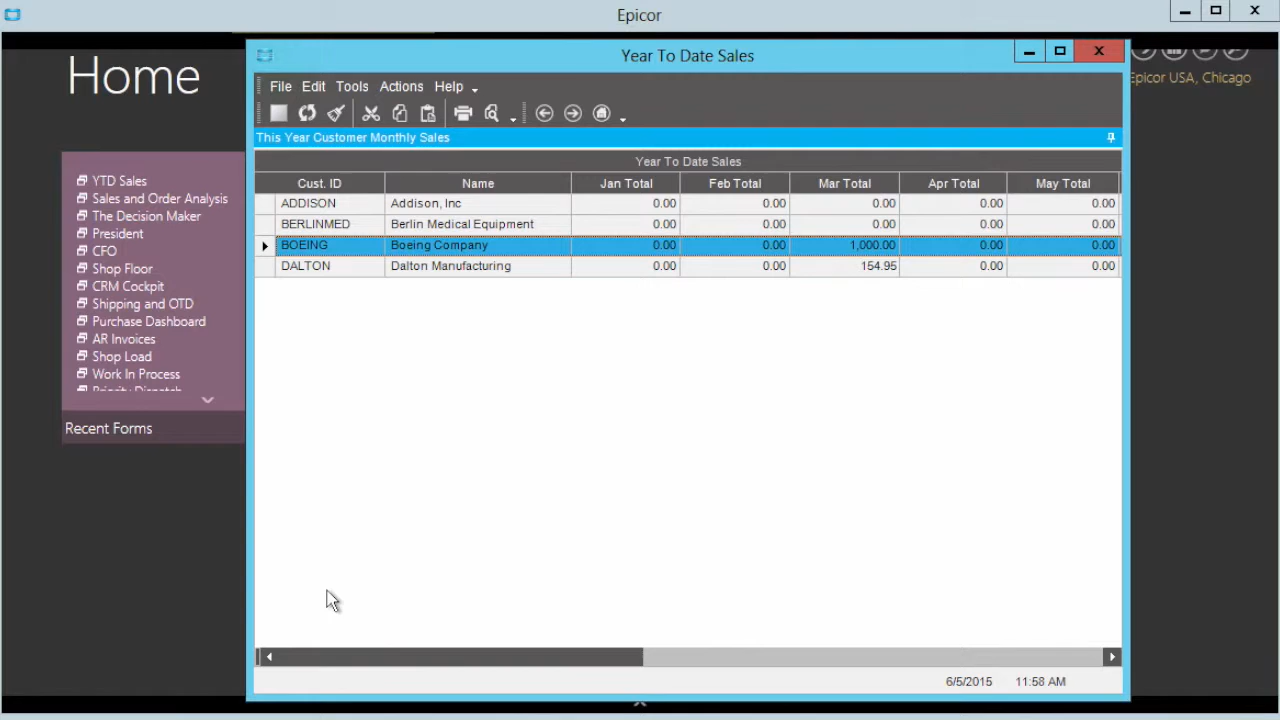 Epicor
Home
Epicor USA, Chicago
YTD Sales
Sales and Order Analysis
The Decision Maker
President
CFO
Shop Floor
CRM Cockpit
Shipping and OTD
Purchase Dashboard
AR Invoices
Shop Load
Work In Process
Priority Dispatch
Recent Forms
Year To Date Sales
File Edit Tools Actions Help
This Year Customer Monthly Sales
Year To Date Sales
Cust. ID Name Jan Total Feb Total Mar Total Apr Total May Total
ADDISON Addison, Inc 0.00 0.00 0.00 0.00 0.00
BERLINMED Berlin Medical Equipment 0.00 0.00 0.00 0.00 0.00
BOEING Boeing Company 0.00 0.00 1,000.00 0.00 0.00
DALTON Dalton Manufacturing 0.00 0.00 154.95 0.00 0.00
6/5/2015 11:58 AM